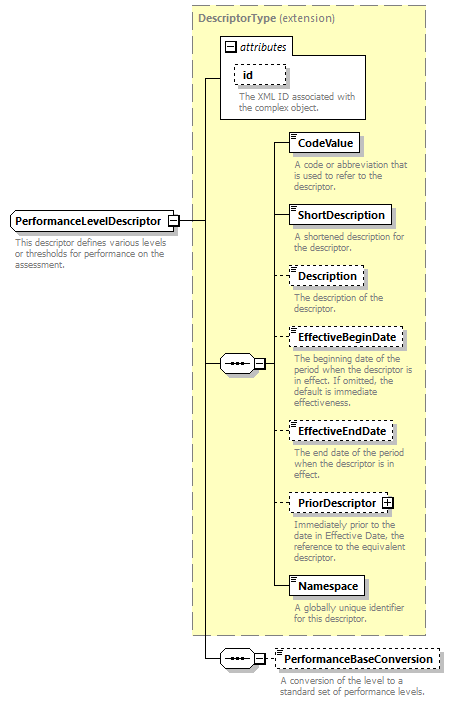 DescriptorType (extension)
attributes
id
The XML ID associated with
the complex object.
CodeValue
A code or abbreviation that
is used to refer to the
descriptor.
ShortDescription
A shortened description for
the descriptor.
PerformanceLevelDescriptor
This descriptor defines various levels
or thresholds for performance on the
assessment.
Description
The description of the
descriptor.
EffectiveBeginDate
The beginning date of the
period when the descriptor is
in effect. If omitted, the
default is immediate
effectiveness.
EffectiveEndDate
The end date of the period
when the descriptor is in
effect.
PriorDescriptor
Immediately prior to the
date in Effective Date, the
reference to the equivalent
descriptor.
Namespace
A globally unique identifier
for this descriptor.
PerformanceBaseConversion
A conversion of the level to a
standard set of performance levels.